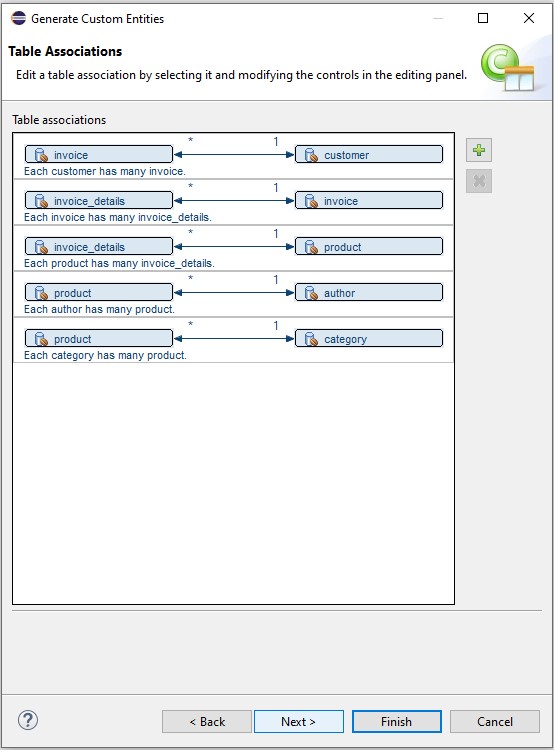 Generate Custom Entities
Table Associations
Edit a table association by selecting it and modifying the controls in the editing panel.
Table associations
invoice * 1 customer
Each customer has many invoice.
invoice_details * 1 invoice
Each invoice has many invoice_details.
invoice_details * 1 product
Each product has many invoice_details.
product * 1 author
Each author has many product.
product * 1 category
Each category has many product.
? < Back Next > Finish Cancel